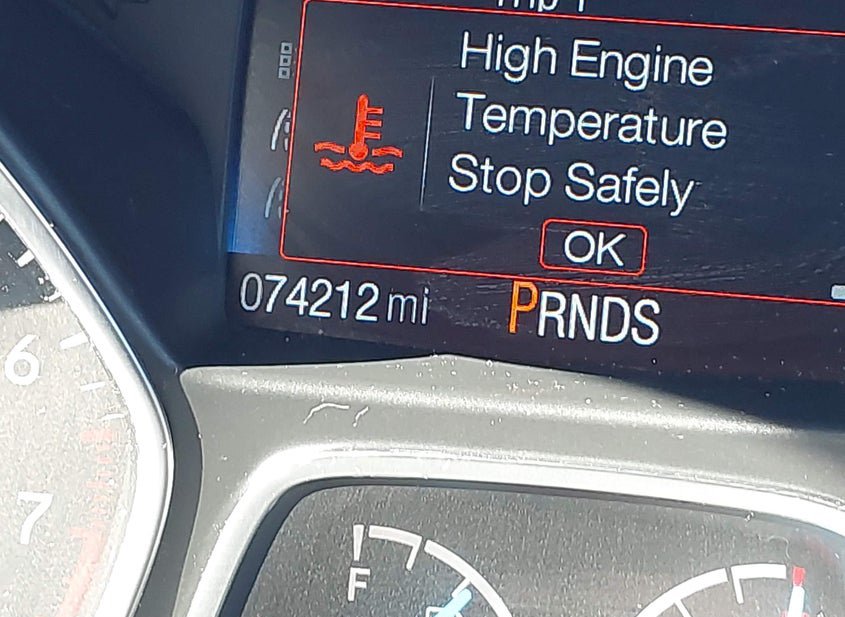 High Engine
Temperature
Stop Safely
OK
074212 mi PRNDS
6
7
F